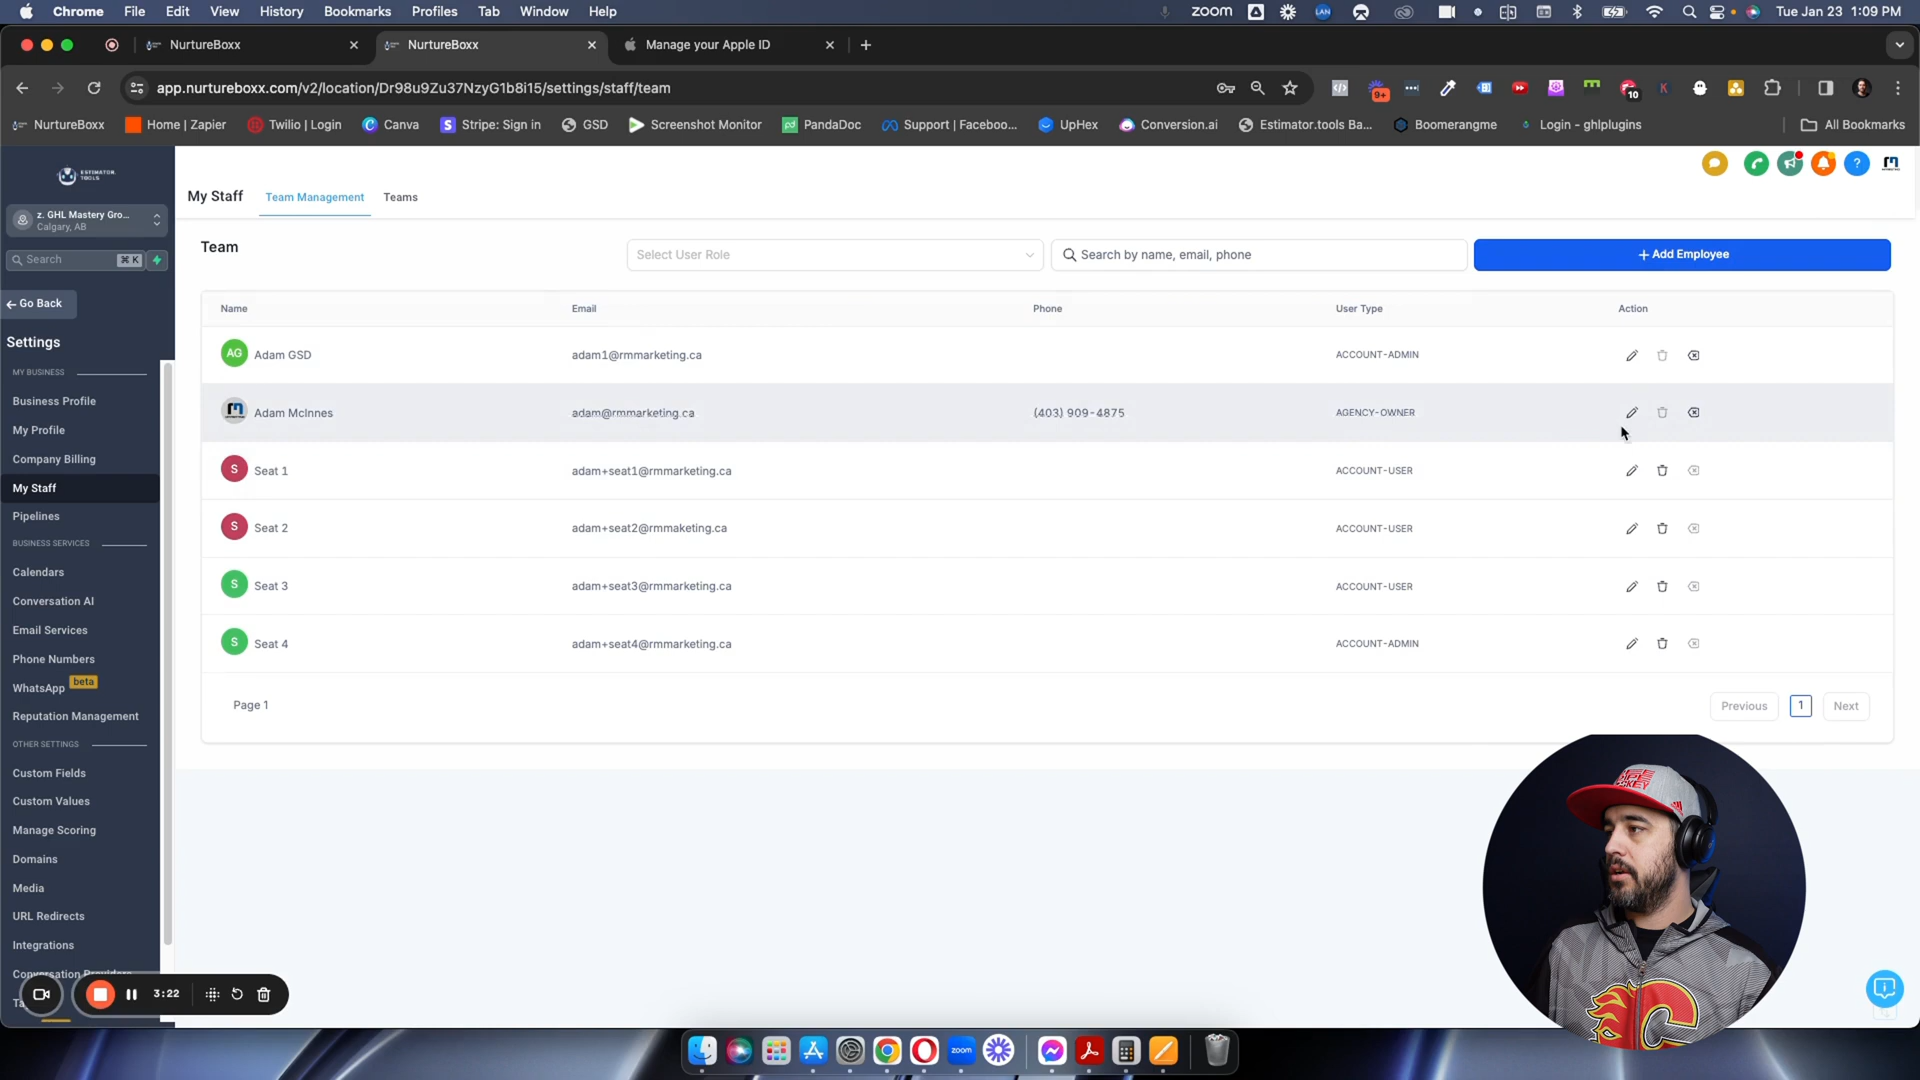 Chrome File Edit View History Bookmarks Profiles Tab Window Help zoom LAN Tue Jan 23 1:09 PM
NurtureBoxx NurtureBoxx Manage your Apple ID
app.nurtureboxx.com/v2/location/Dr98u9Zu37NzyG1b8i15/settings/staff/team 9+ 10 K
NurtureBoxx Home | Zapier Twilio | Login Canva Stripe: Sign in GSD Screenshot Monitor PandaDoc Support | Faceboo... UpHex Conversion.ai Estimator.tools Ba... Boomerangme Login - ghlplugins All Bookmarks
ESTIMATOR.
TOOLS
My Staff Team Management Teams
z. GHL Mastery Gro...
Calgary, AB
Search ⌘ K
Team Select User Role Search by name, email, phone + Add Employee
Go Back
Name Email Phone User Type Action
Settings
MY BUSINESS
AG Adam GSD adam1@rmmarketing.ca ACCOUNT-ADMIN
Business Profile
Adam McInnes adam@rmmarketing.ca (403) 909-4875 AGENCY-OWNER
My Profile
Company Billing
S Seat 1 adam+seat1@rmmarketing.ca ACCOUNT-USER
My Staff
Pipelines
S Seat 2 adam+seat2@rmmaketing.ca ACCOUNT-USER
BUSINESS SERVICES
Calendars
S Seat 3 adam+seat3@rmmarketing.ca ACCOUNT-USER
Conversation AI
Email Services
S Seat 4 adam+seat4@rmmarketing.ca ACCOUNT-ADMIN
Phone Numbers
WhatsApp beta
Page 1 Previous 1 Next
Reputation Management
OTHER SETTINGS
Custom Fields
Custom Values
Manage Scoring
Domains
Media
URL Redirects
Integrations
Conversation Providers
3:22
zoom